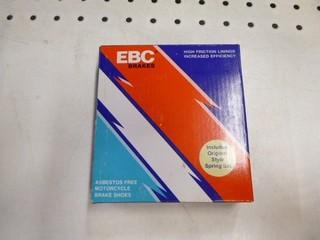 EBC
BRAKES
HIGH FRICTION LININGS
INCREASED EFFICIENCY
Includes
Original
Style
Spring Set
ASBESTOS FREE
MOTORCYCLE
BRAKE SHOES